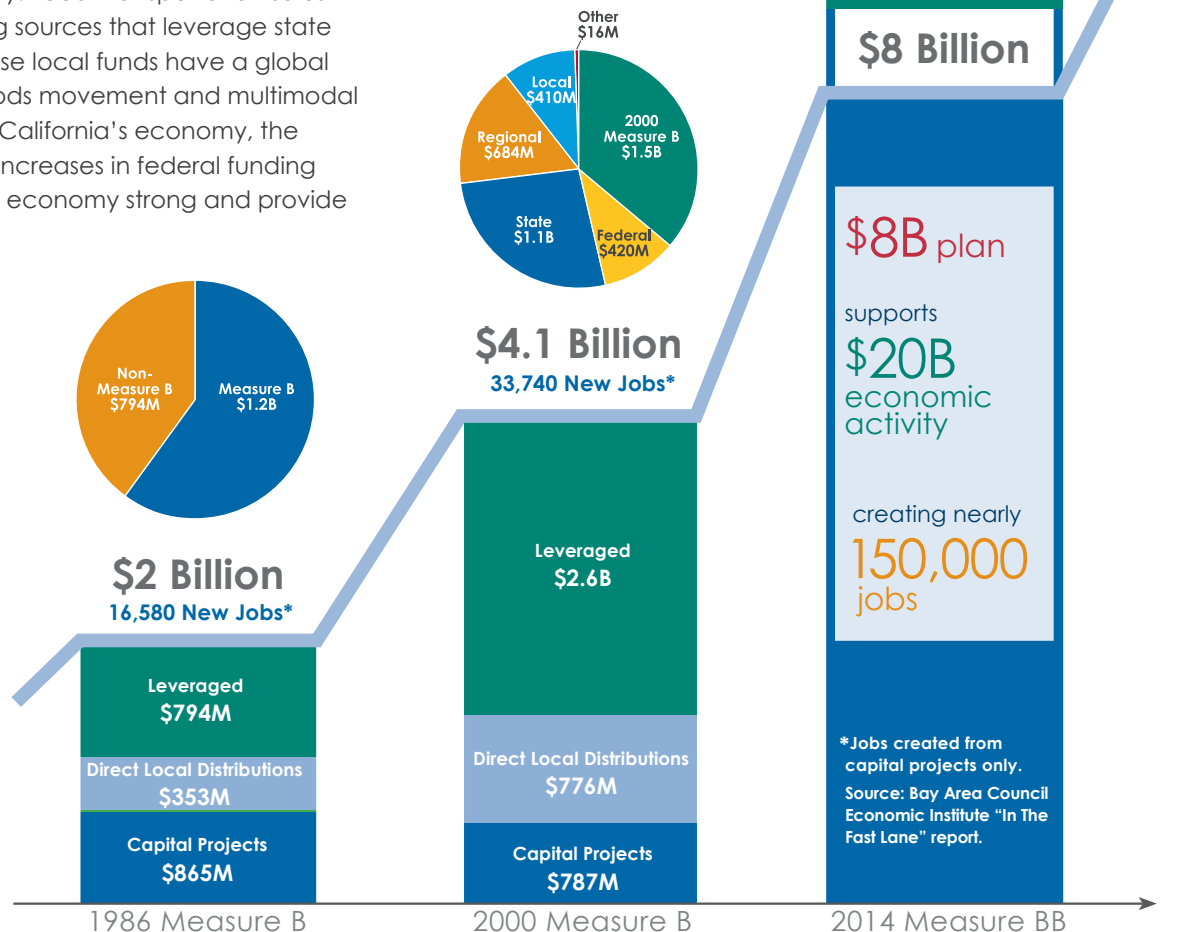 g sources that leverage state
se local funds have a global
ods movement and multimodal
California's economy, the
ncreases in federal funding
economy strong and provide
Other
$16M
Local
$410M
2000
Measure B
$1.5B
Regional
$684M
State
$1.1B
Federal
$420M
$4.1 Billion
33,740 New Jobs*
Non-
Measure B
$794M
Measure B
$1.2B
$2 Billion
16,580 New Jobs*
Leveraged
$794M
Direct Local Distributions
$353M
Capital Projects
$865M
Leveraged
$2.6B
Direct Local Distributions
$776M
Capital Projects
$787M
$8 Billion
$8B plan
supports
$20B
economic
activity
creating nearly
150,000
jobs
*Jobs created from
capital projects only.
Source: Bay Area Council
Economic Institute “In The
Fast Lane” report.
1986 Measure B
2000 Measure B
2014 Measure BB